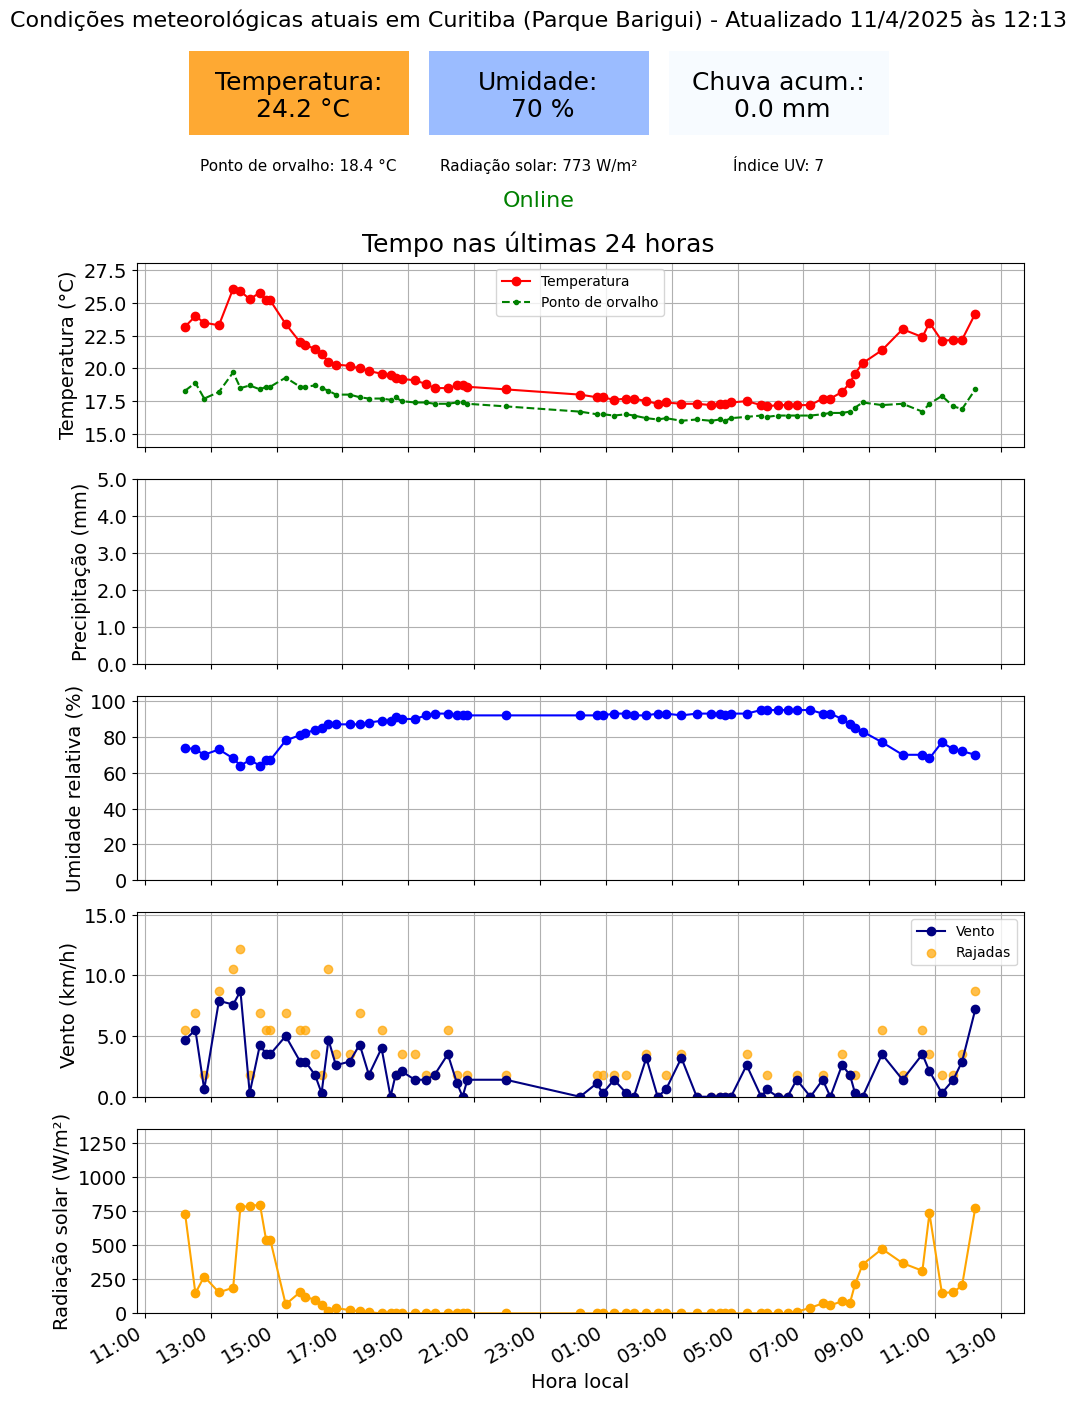 Condições meteorológicas atuais em Curitiba (Parque Barigui) - Atualizado 11/4/2025 às 12:13
Temperatura:
24.2 °C
Umidade:
70 %
Chuva acum.:
0.0 mm
Ponto de orvalho: 18.4 °C
Radiação solar: 773 W/m²
Índice UV: 7
Online
Tempo nas últimas 24 horas
Temperatura (°C)
27.5
25.0
22.5
20.0
17.5
15.0
Temperatura
Ponto de orvalho
Precipitação (mm)
5.0
4.0
3.0
2.0
1.0
0.0
Umidade relativa (%)
100
80
60
40
20
0
Vento (km/h)
15.0
10.0
5.0
0.0
Vento
Rajadas
Radiação solar (W/m²)
1250
1000
750
500
250
0
11:00
13:00
15:00
17:00
19:00
21:00
23:00
01:00
03:00
05:00
07:00
09:00
11:00
13:00
Hora local